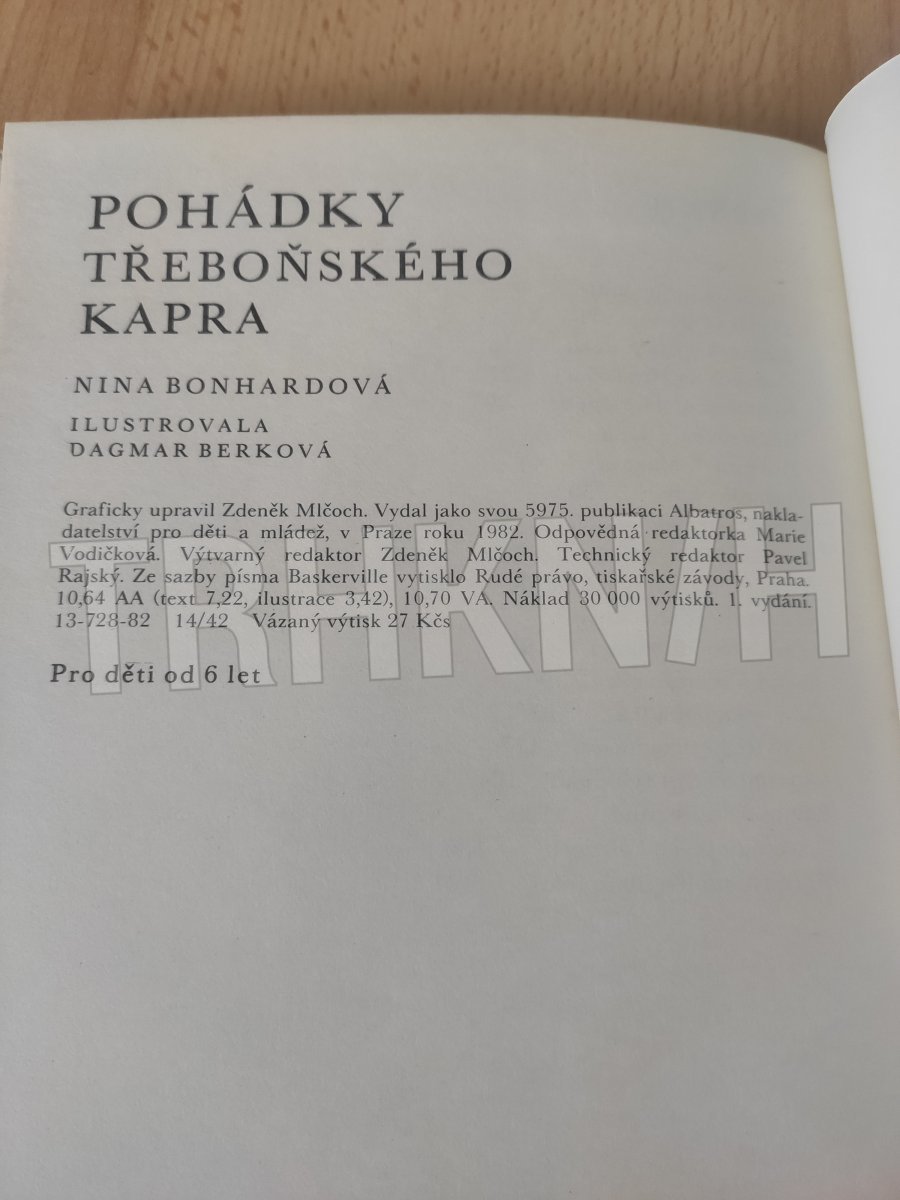 POHÁDKY
TŘEBOŇSKÉHO
KAPRA
NINA BONHARDOVÁ
ILUSTROVALA
DAGMAR BERKOVÁ
Graficky upravil Zdeněk Mlčoch. Vydal jako svou 5975. publikaci Albatros, nakla-
datelství pro děti a mládež, v Praze roku 1982. Odpovědná redaktorka Marie
Vodičková. Výtvarný redaktor Zdeněk Mlčoch. Technický redaktor Pavel
Rajský. Ze sazby písma Baskerville vytisklo Rudé právo, tiskařské závody, Praha.
10,64 AA (text 7,22, ilustrace 3,42), 10,70 VA. Náklad 30 000 výtisků. 1. vydání.
13-728-82 14/42 Vázaný výtisk 27 Kčs
TRHKNIH
Pro děti od 6 let